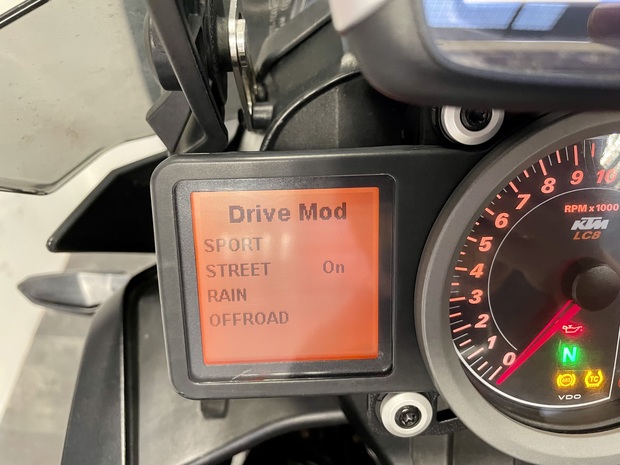 Drive Mod
SPORT
STREET On
RAIN
OFFROAD
0
1
2
3
4
5
6
7
8
9
10
RPM x 1000
KTM
LC8
N
TC
VDO